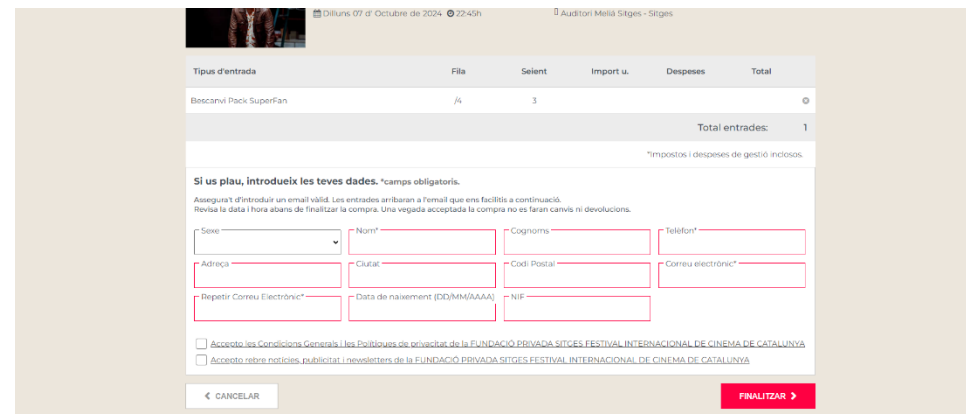 Dilluns 07 d' Octubre de 2024 22:45h Auditori Melià Sitges - Sitges
Tipus d'entrada Fila Seient Import u. Despeses Total
Bescanvi Pack SuperFan /4 3
Total entrades: 1
*Impostos i despeses de gestió inclosos.
Si us plau, introdueix les teves dades. *camps obligatoris.
Assegura't d'introduir un email vàlid. Les entrades arribaran a l'email que ens facilitis a continuació.
Revisa la data i hora abans de finalitzar la compra. Una vegada acceptada la compra no es faran canvis ni devolucions.
Sexe Nom* Cognoms Telèfon*
Adreça Ciutat Codi Postal Correu electrònic*
Repetir Correu Electrònic* Data de naixement (DD/MM/AAAA) NIF
Accepto les Condicions Generals i les Polítiques de privacitat de la FUNDACIÓ PRIVADA SITGES FESTIVAL INTERNACIONAL DE CINEMA DE CATALUNYA
Accepto rebre notícies, publicitat i newsletters de la FUNDACIÓ PRIVADA SITGES FESTIVAL INTERNACIONAL DE CINEMA DE CATALUNYA
CANCELAR FINALITZAR